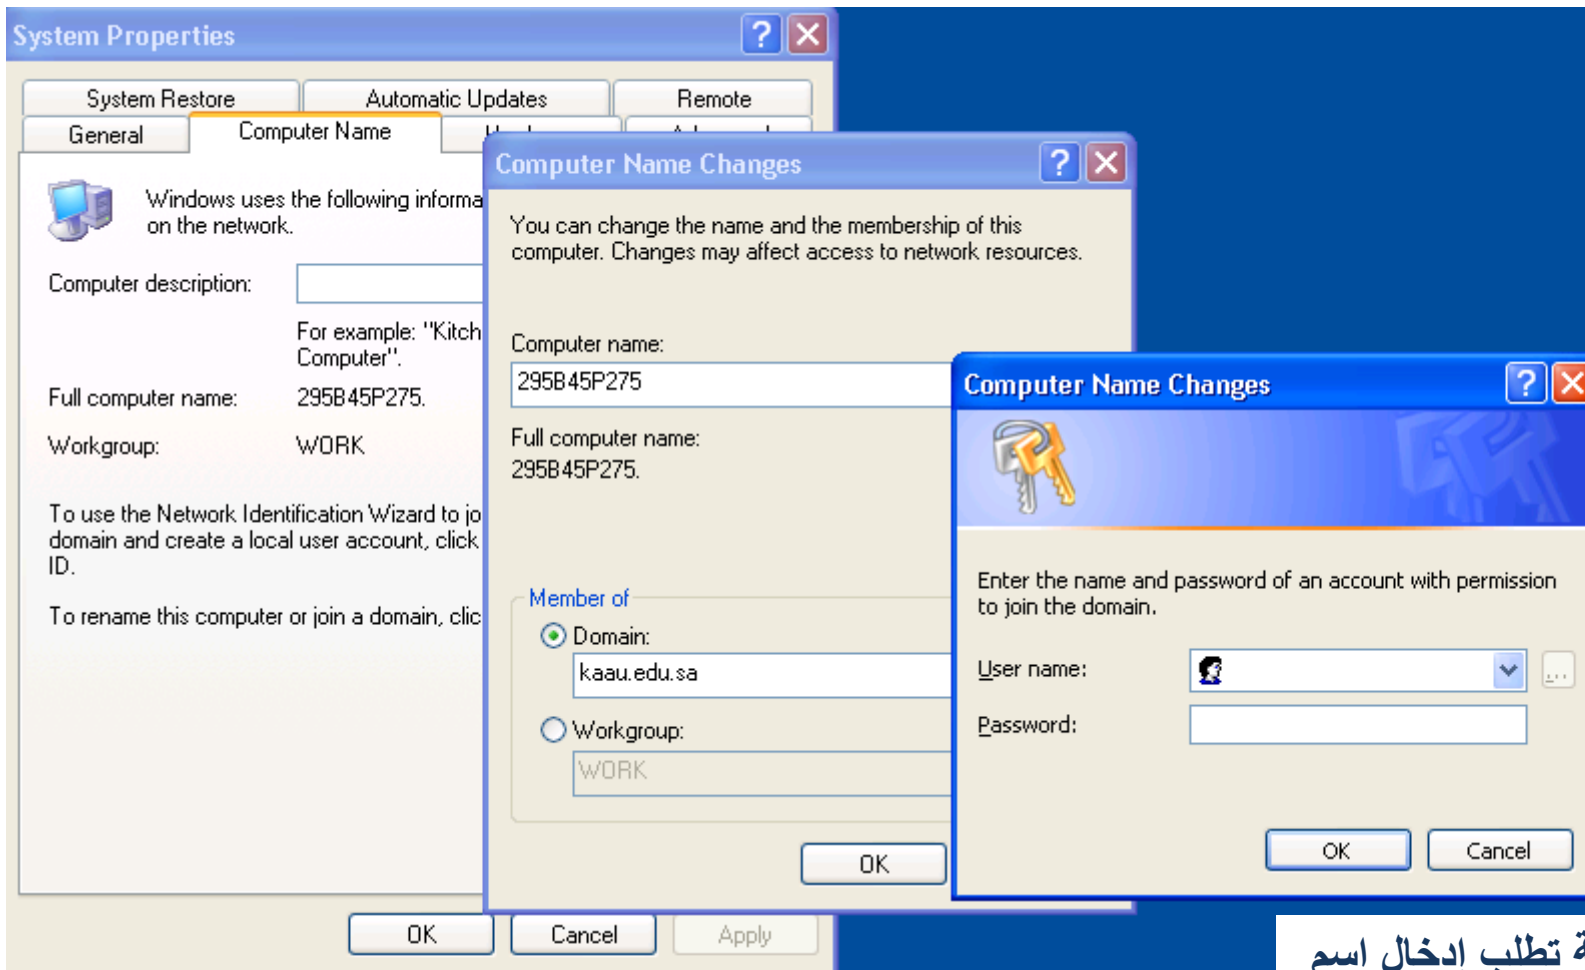 System Properties
System Restore
Automatic Updates
Remote
General
Computer Name
Windows uses the following
on the network.
Computer description:
For example: "Kitch
Computer".
Full computer name:
295B45P275.
Workgroup:
WORK
To use the Network Identification Wizard to
domain and create a local user account, click
ID.
To rename this computer or join a domain,
OK
Cancel
Apply
Computer Name Changes
You can change the name and the membership of this
computer. Changes may affect access to network resources.
Computer name:
295B45P275
Full computer name:
295B45P275.
Member of
Domain:
kaau.edu.sa
Workgroup:
WORK
OK
Computer Name Changes
Enter the name and password of an account with permission
to join the domain.
User name:
...
Password:
OK
Cancel
تطلب ادخال اسم